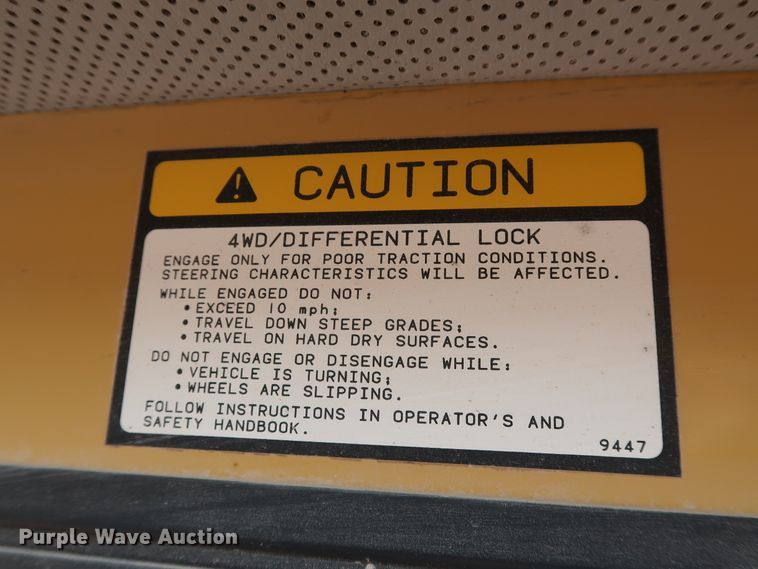 CAUTION
4WD/DIFFERENTIAL LOCK
ENGAGE ONLY FOR POOR TRACTION CONDITIONS.
STEERING CHARACTERISTICS WILL BE AFFECTED.
WHILE ENGAGED DO NOT:
• EXCEED 10 mph;
• TRAVEL DOWN STEEP GRADES;
• TRAVEL ON HARD DRY SURFACES.
DO NOT ENGAGE OR DISENGAGE WHILE:
• VEHICLE IS TURNING;
• WHEELS ARE SLIPPING.
FOLLOW INSTRUCTIONS IN OPERATOR'S AND
SAFETY HANDBOOK.
9447
Purple Wave Auction